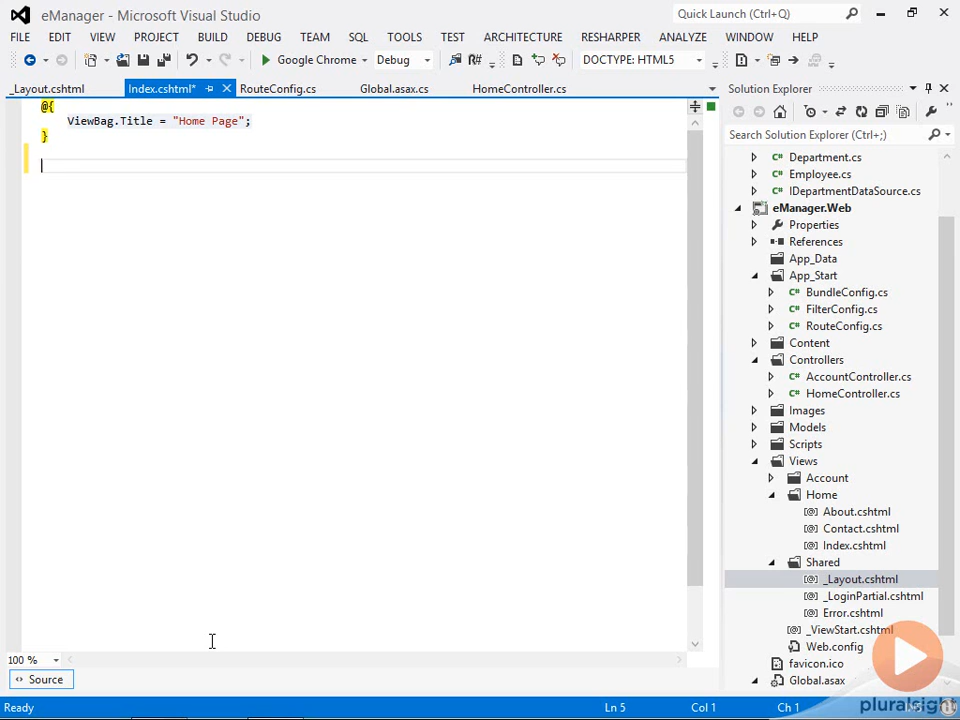 eManager - Microsoft Visual Studio
Quick Launch (Ctrl+Q)
FILE EDIT VIEW PROJECT BUILD DEBUG TEAM SQL TOOLS TEST ARCHITECTURE RESHARPER ANALYZE WINDOW HELP
Google Chrome Debug R# DOCTYPE: HTML5
_Layout.cshtml Index.cshtml* RouteConfig.cs Global.asax.cs HomeController.cs
@{
ViewBag.Title = "Home Page";
}
Solution Explorer
Search Solution Explorer (Ctrl+;)
C# Department.cs
C# Employee.cs
C# IDepartmentDataSource.cs
eManager.Web
Properties
References
App_Data
App_Start
C# BundleConfig.cs
C# FilterConfig.cs
C# RouteConfig.cs
Content
Controllers
C# AccountController.cs
C# HomeController.cs
Images
Models
Scripts
Views
Account
Home
[@] About.cshtml
[@] Contact.cshtml
[@] Index.cshtml
Shared
[@] _Layout.cshtml
[@] _LoginPartial.cshtml
[@] Error.cshtml
[@] _ViewStart.cshtml
Web.config
favicon.ico
Global.asax
100 %
Source
pluralsight
Ready Ln 5 Col 1 Ch 1